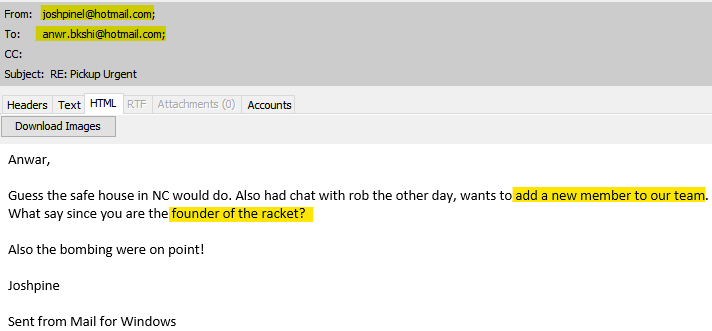 From: joshpinel@hotmail.com;
To: anwr.bkshi@hotmail.com;
CC:
Subject: RE: Pickup Urgent
Headers Text HTML RTF Attachments (0) Accounts
Download Images
Anwar,
Guess the safe house in NC would do. Also had chat with rob the other day, wants to add a new member to our team.
What say since you are the founder of the racket?
Also the bombing were on point!
Joshpine
Sent from Mail for Windows